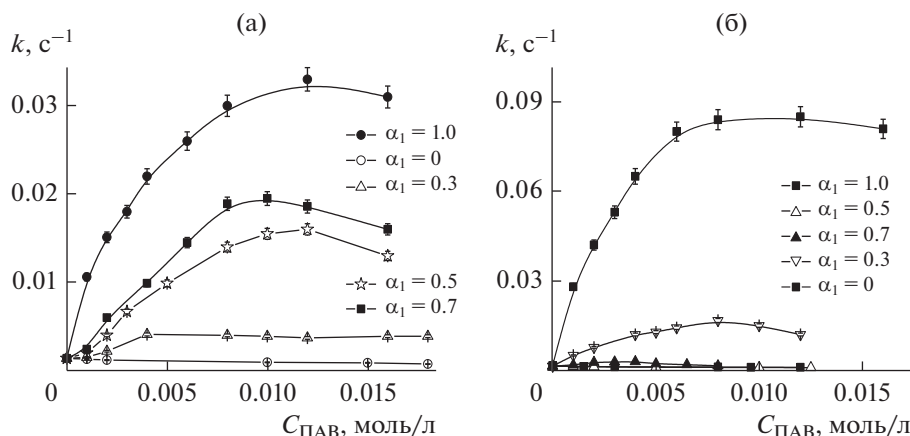 (а)
k, с⁻¹
0.03
0.02
0.01
0
0.005
0.010
0.015
C_ПАВ, моль/л
α₁ = 1.0
α₁ = 0
α₁ = 0.3
α₁ = 0.5
α₁ = 0.7
(б)
k, с⁻¹
0.09
0.06
0.03
0
0
0.005
0.010
0.015
C_ПАВ, моль/л
α₁ = 1.0
α₁ = 0.5
α₁ = 0.7
α₁ = 0.3
α₁ = 0